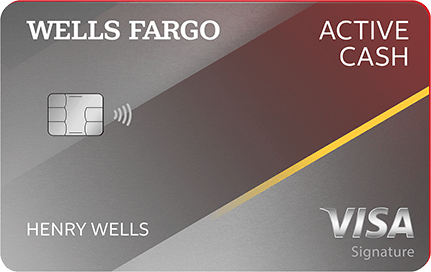 WELLS FARGO
ACTIVE
CASH
HENRY WELLS
VISA
Signature